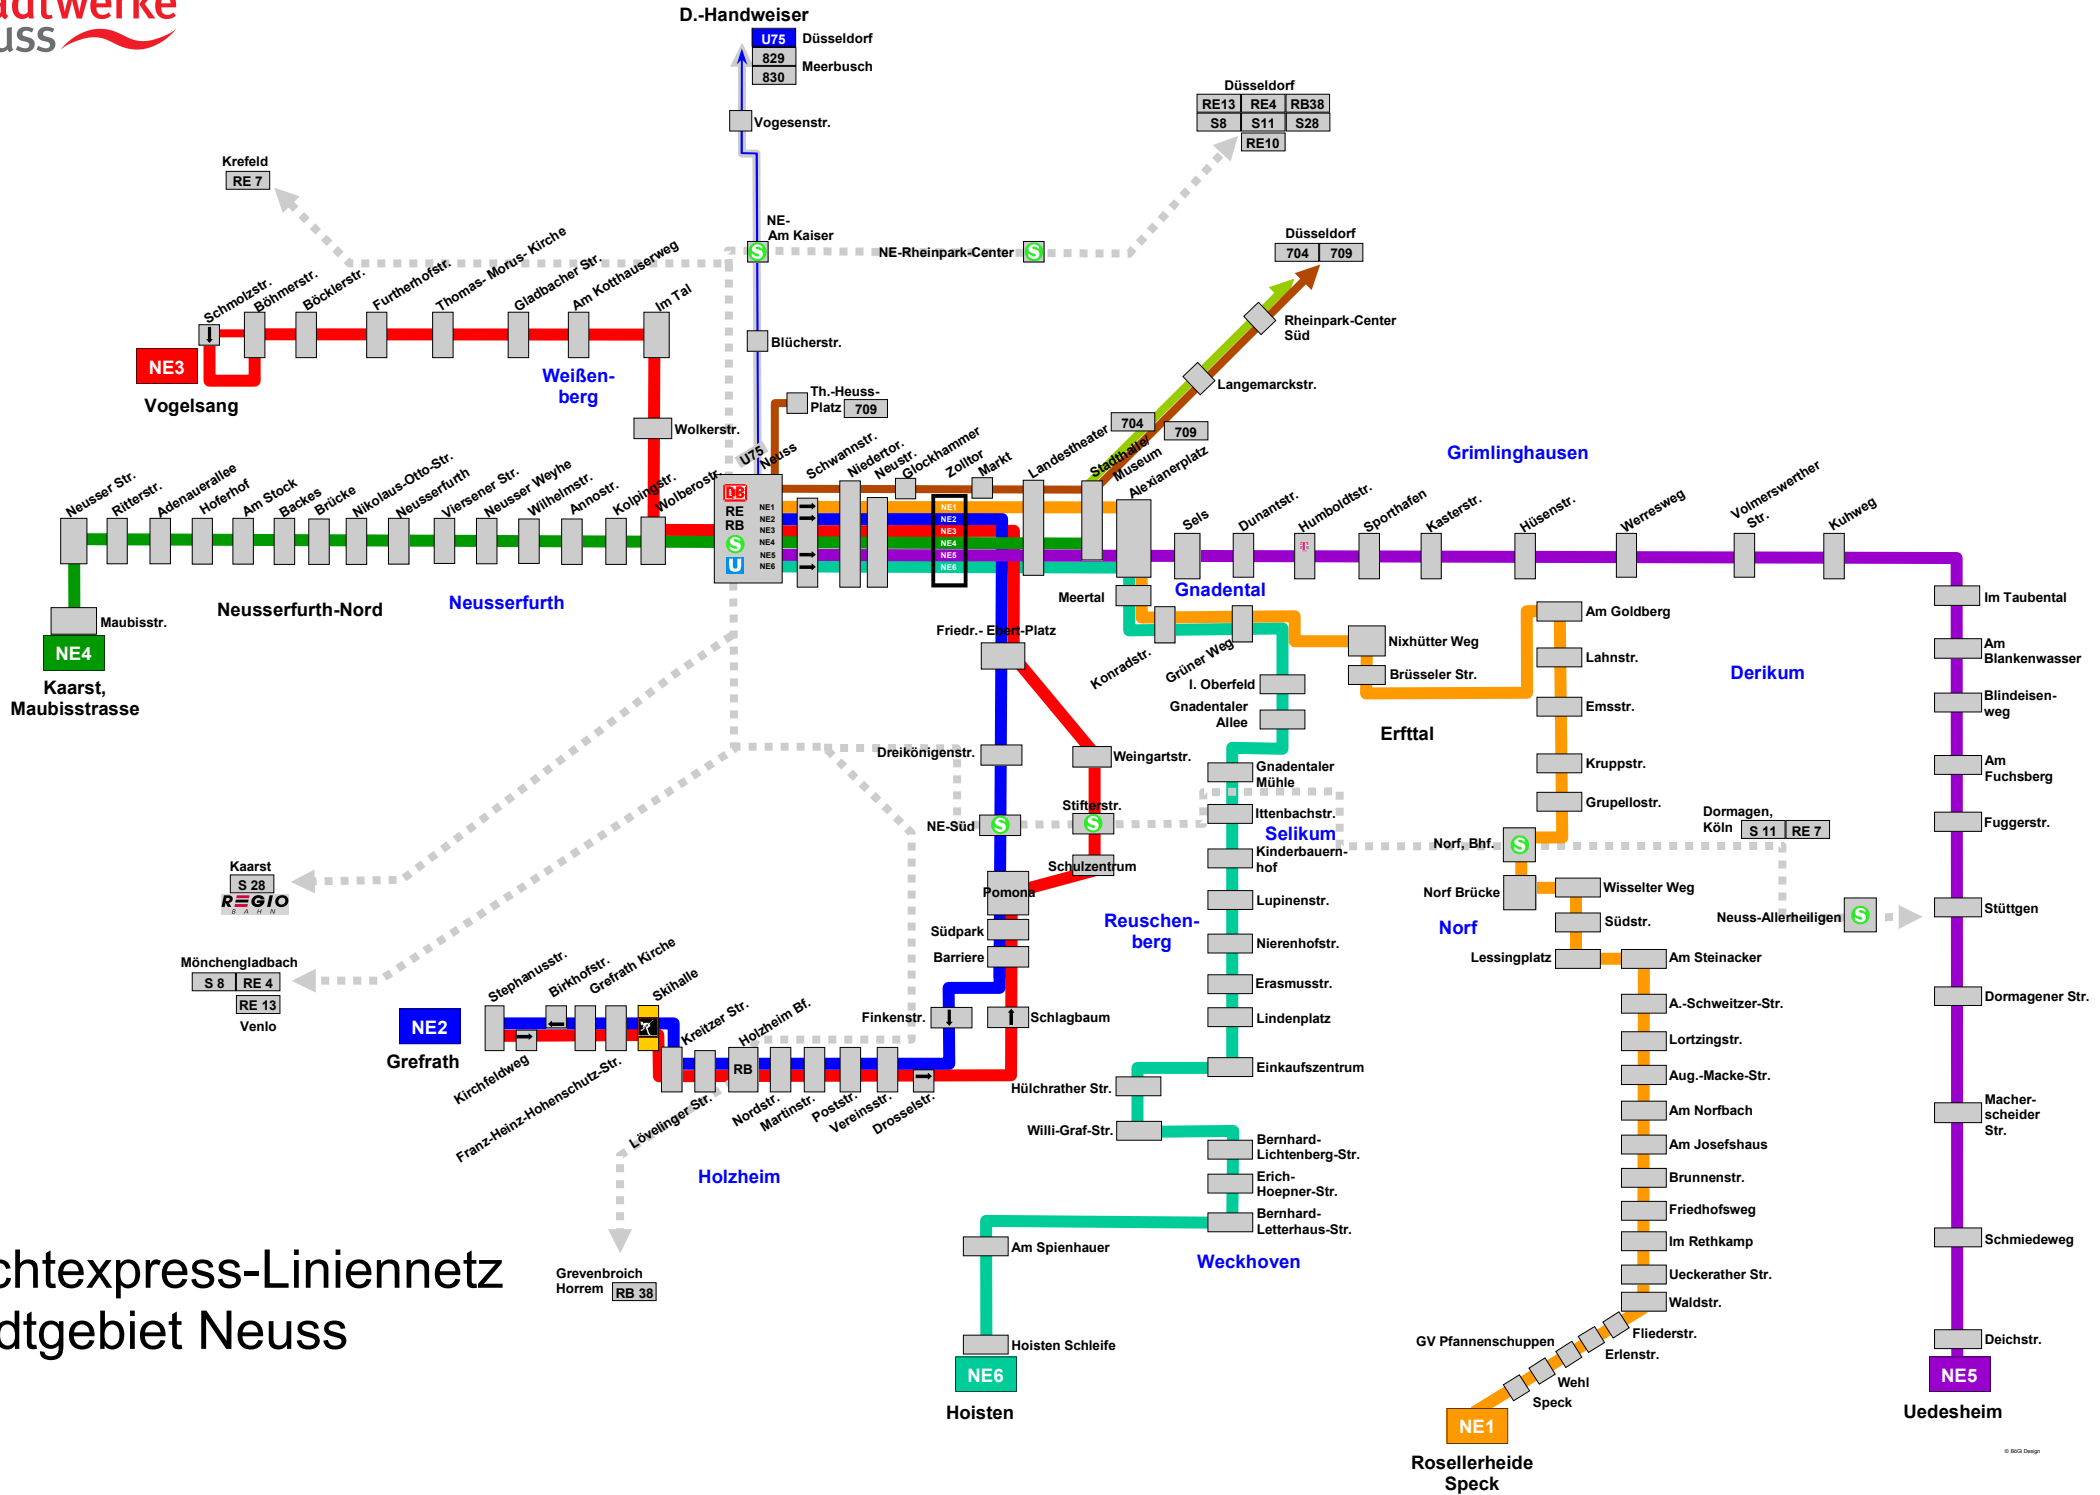 adtwerke
uss
D.-Handweiser
U75 Düsseldorf
829
830
Meerbusch
Vogesenstr.
Düsseldorf
RE13 RE4 RB38
S8 S11 S28
RE10
Krefeld
RE 7
NE-
Am Kaiser
NE-Rheinpark-Center
Düsseldorf
704 709
Rheinpark-Center
Süd
Langemarckstr.
704
709
Blücherstr.
Th.-Heuss-
Platz 709
Schmolzstr.
Böhmerstr.
Böcklerstr.
Furtherhofstr.
Thomas- Morus- Kirche
Gladbacher Str.
Am Kotthauserweg
Im Tal
NE3
Vogelsang
Weißen-
berg
Wolkerstr.
Neusser Str.
Ritterstr.
Adenauerallee
Hoferhof
Am Stock
Backes
Brücke
Nikolaus-Otto-Str.
Neusserfurth
Viersener Str.
Neusser Weyhe
Wilhelmstr.
Annostr.
Kolpingstr.
Wolberostr.
U75
Neuss
DB
RE
RB
S
U
NE1
NE2
NE3
NE4
NE5
NE6
Schwannstr.
Niedertor.
Neustr.
Glockhammer
Zolltor
NE1
NE2
NE3
NE4
NE5
NE6
Markt
Landestheater
Stadthalle/
Museum
Alexianerplatz
Sels
Dunantstr.
Humboldtstr.
Sporthafen
Kasterstr.
Hüsenstr.
Werresweg
Volmerswerther
Str.
Kuhweg
Grimlinghausen
Maubisstr.
NE4
Kaarst,
Maubisstrasse
Neusserfurth-Nord
Neusserfurth
Meertal
Gnadental
Konradstr.
Grüner Weg
I. Oberfeld
Gnadentaler
Allee
Gnadentaler
Mühle
Ittenbachstr.
Selikum
Kinderbauern-
hof
Lupinenstr.
Reuschen-
berg
Nierenhofstr.
Erasmusstr.
Lindenplatz
Einkaufszentrum
Hülchrather Str.
Willi-Graf-Str.
Bernhard-
Lichtenberg-Str.
Erich-
Hoepner-Str.
Bernhard-
Letterhaus-Str.
Weckhoven
Am Spienhauer
Hoisten Schleife
NE6
Hoisten
Friedr.- Ebert-Platz
Dreikönigenstr.
Weingartstr.
NE-Süd
Stifterstr.
Schulzentrum
Pomona
Südpark
Barriere
Finkenstr.
Schlagbaum
Kaarst
S 28
REGIO
BAHN
Mönchengladbach
S 8 RE 4
RE 13
Venlo
NE2
Grefrath
Stephanusstr.
Birkhofstr.
Grefrath Kirche
Skihalle
Kreitzer Str.
Holzheim Bf.
RB
Kirchfeldweg
Franz-Heinz-Hohenschutz-Str.
Lövelinger Str.
Nordstr.
Martinstr.
Poststr.
Vereinsstr.
Drosselstr.
Holzheim
Grevenbroich
Horrem RB 38
Nixhütter Weg
Brüsseler Str.
Erfttal
Am Goldberg
Lahnstr.
Emsstr.
Kruppstr.
Grupellostr.
Norf, Bhf.
Norf Brücke
Norf
Wisselter Weg
Südstr.
Lessingplatz
Am Steinacker
A.-Schweitzer-Str.
Lortzingstr.
Aug.-Macke-Str.
Am Norfbach
Am Josefshaus
Brunnenstr.
Friedhofsweg
Im Rethkamp
Ueckerather Str.
Waldstr.
Fliederstr.
Erlenstr.
GV Pfannenschuppen
Wehl
Speck
NE1
Rosellerheide
Speck
Derikum
Dormagen,
Köln S 11 RE 7
Neuss-Allerheiligen
Im Taubental
Am
Blankenwasser
Blindeisen-
weg
Am
Fuchsberg
Fuggerstr.
Stüttgen
Dormagener Str.
Macher-
scheider
Str.
Schmiedeweg
Deichstr.
NE5
Uedesheim
chtexpress-Liniennetz
dtgebiet Neuss
© BöGi Design